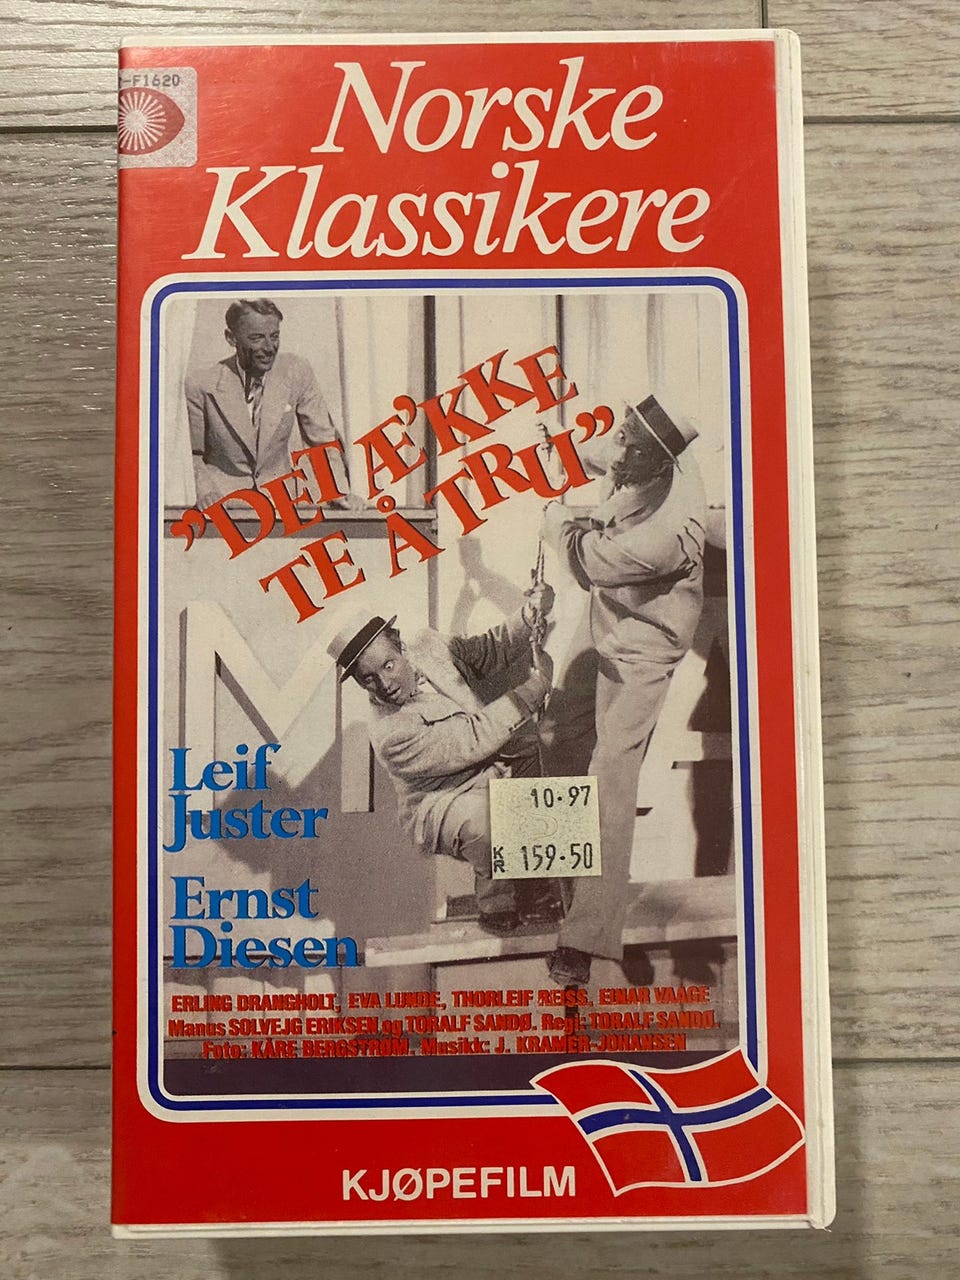 -F1620
Norske
Klassikere
”DET Æ’KKE
TE Å TRU”
Leif
Juster
10·97
KR 159·50
Ernst
Diesen
ERLING DRANGHOLT, EVA LUNDE, THORLEIF REISS, EINAR VAAGE
Manus SOLVEJG ERIKSEN og TORALF SANDØ. Regi: TORALF SANDØ.
Foto: KÅRE BERGSTRØM. Musikk: J. KRAMER-JOHANSEN
KJØPEFILM